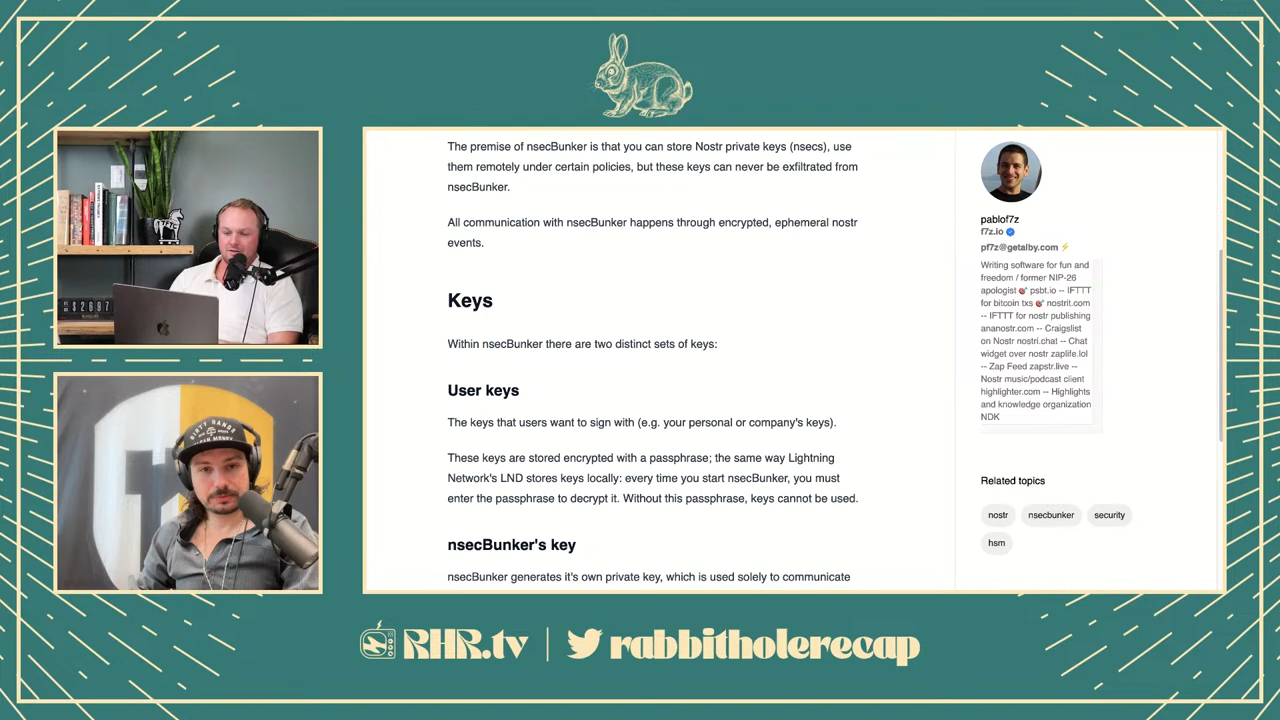 The premise of nsecBunker is that you can store Nostr private keys (nsecs), use
them remotely under certain policies, but these keys can never be exfiltrated from
nsecBunker.
All communication with nsecBunker happens through encrypted, ephemeral nostr
events.
Keys
Within nsecBunker there are two distinct sets of keys:
User keys
The keys that users want to sign with (e.g. your personal or company's keys).
These keys are stored encrypted with a passphrase; the same way Lightning
Network's LND stores keys locally: every time you start nsecBunker, you must
enter the passphrase to decrypt it. Without this passphrase, keys cannot be used.
nsecBunker's key
nsecBunker generates it's own private key, which is used solely to communicate
pablof7z
f7z.io
pf7z@getalby.com ⚡
Writing software for fun and
freedom / former NIP-26
apologist 🎯 psbt.io -- IFTTT
for bitcoin txs 🎯 nostrit.com
-- IFTTT for nostr publishing
ananostr.com -- Craigslist
on Nostr nostri.chat -- Chat
widget over nostr zaplife.lol
-- Zap Feed zapstr.live --
Nostr music/podcast client
highlighter.com -- Highlights
and knowledge organization
NDK
Related topics
nostr nsecbunker security
hsm
DIRTY HANDS
CLEAN MONEY
RHR.tv | rabbitholerecap